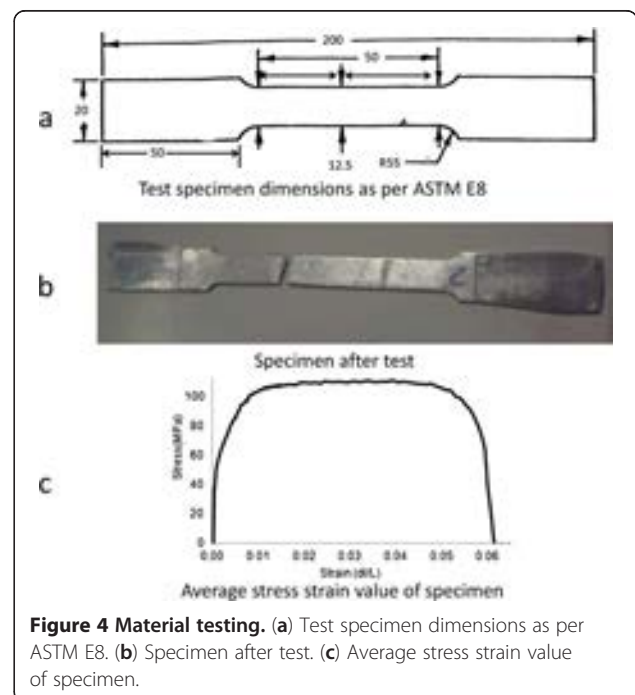 200
50
a
20
50
12.5
R55
Test specimen dimensions as per ASTM E8
b
Specimen after test
c
Stress(MPa)
100
80
60
40
20
0
0.00 0.01 0.02 0.03 0.04 0.05 0.06
Strain(dl/L)
Average stress strain value of specimen
Figure 4 Material testing. (a) Test specimen dimensions as per
ASTM E8. (b) Specimen after test. (c) Average stress strain value
of specimen.